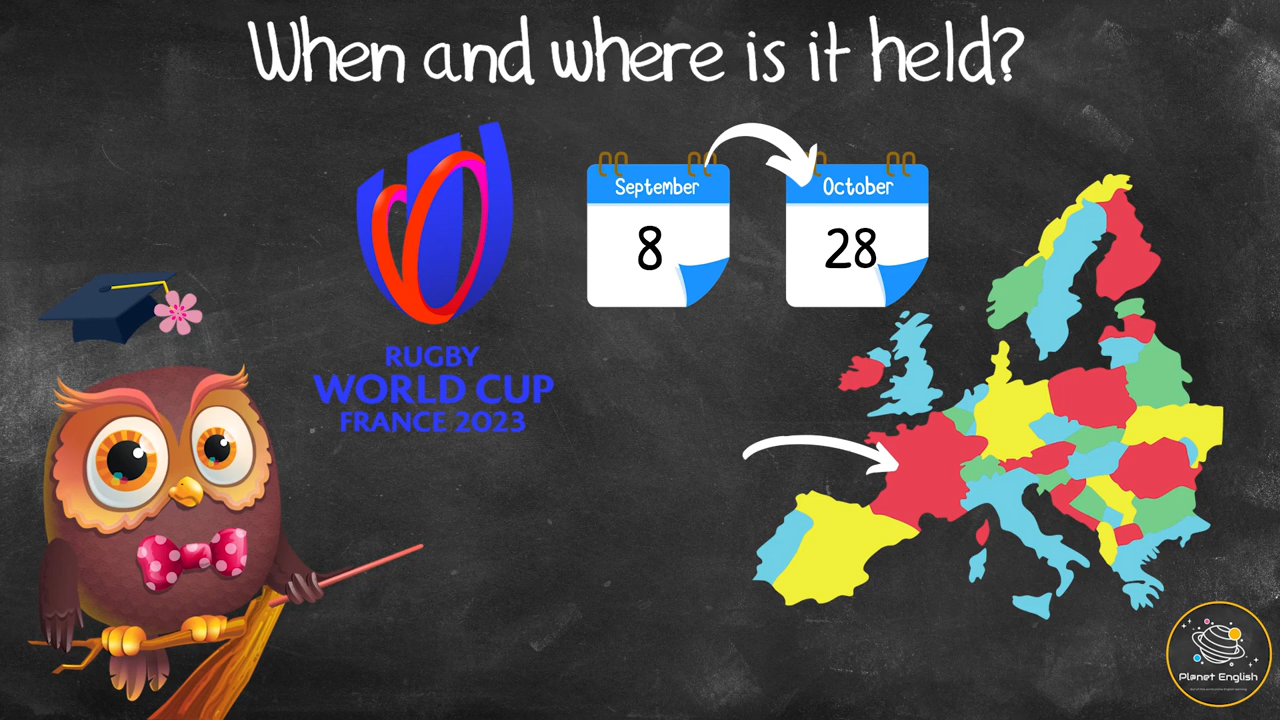 When and where is it held?
September
8
October
28
RUGBY
WORLD CUP
FRANCE 2023
Planet English